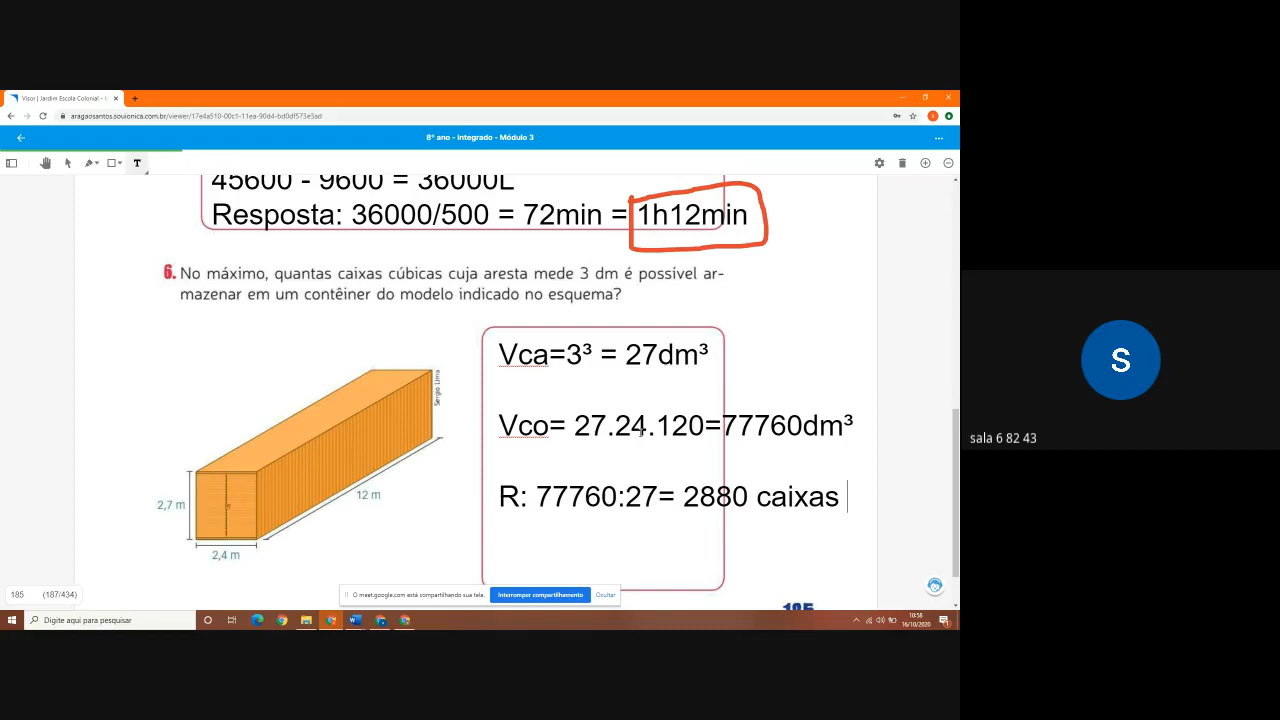 Visor | Jardim Escola Colonial - I
aragaosantos.souionica.com.br/viewer/17e4a510-00c1-11ea-90d4-bd0df573e3ad
8º ano - Integrado - Módulo 3
T
45600 - 9600 = 36000L
Resposta: 36000/500 = 72min = 1h12min
6. No máximo, quantas caixas cúbicas cuja aresta mede 3 dm é possível ar-
mazenar em um contêiner do modelo indicado no esquema?
Sergio Lima
2,7 m
12 m
2,4 m
Vca=3³ = 27dm³
Vco= 27.24.120=77760dm³
R: 77760:27= 2880 caixas
S
sala 6 82 43
185 (187/434)
O meet.google.com está compartilhando sua tela.
Interromper compartilhamento
Ocultar
185
Digite aqui para pesquisar
10:58
16/10/2020